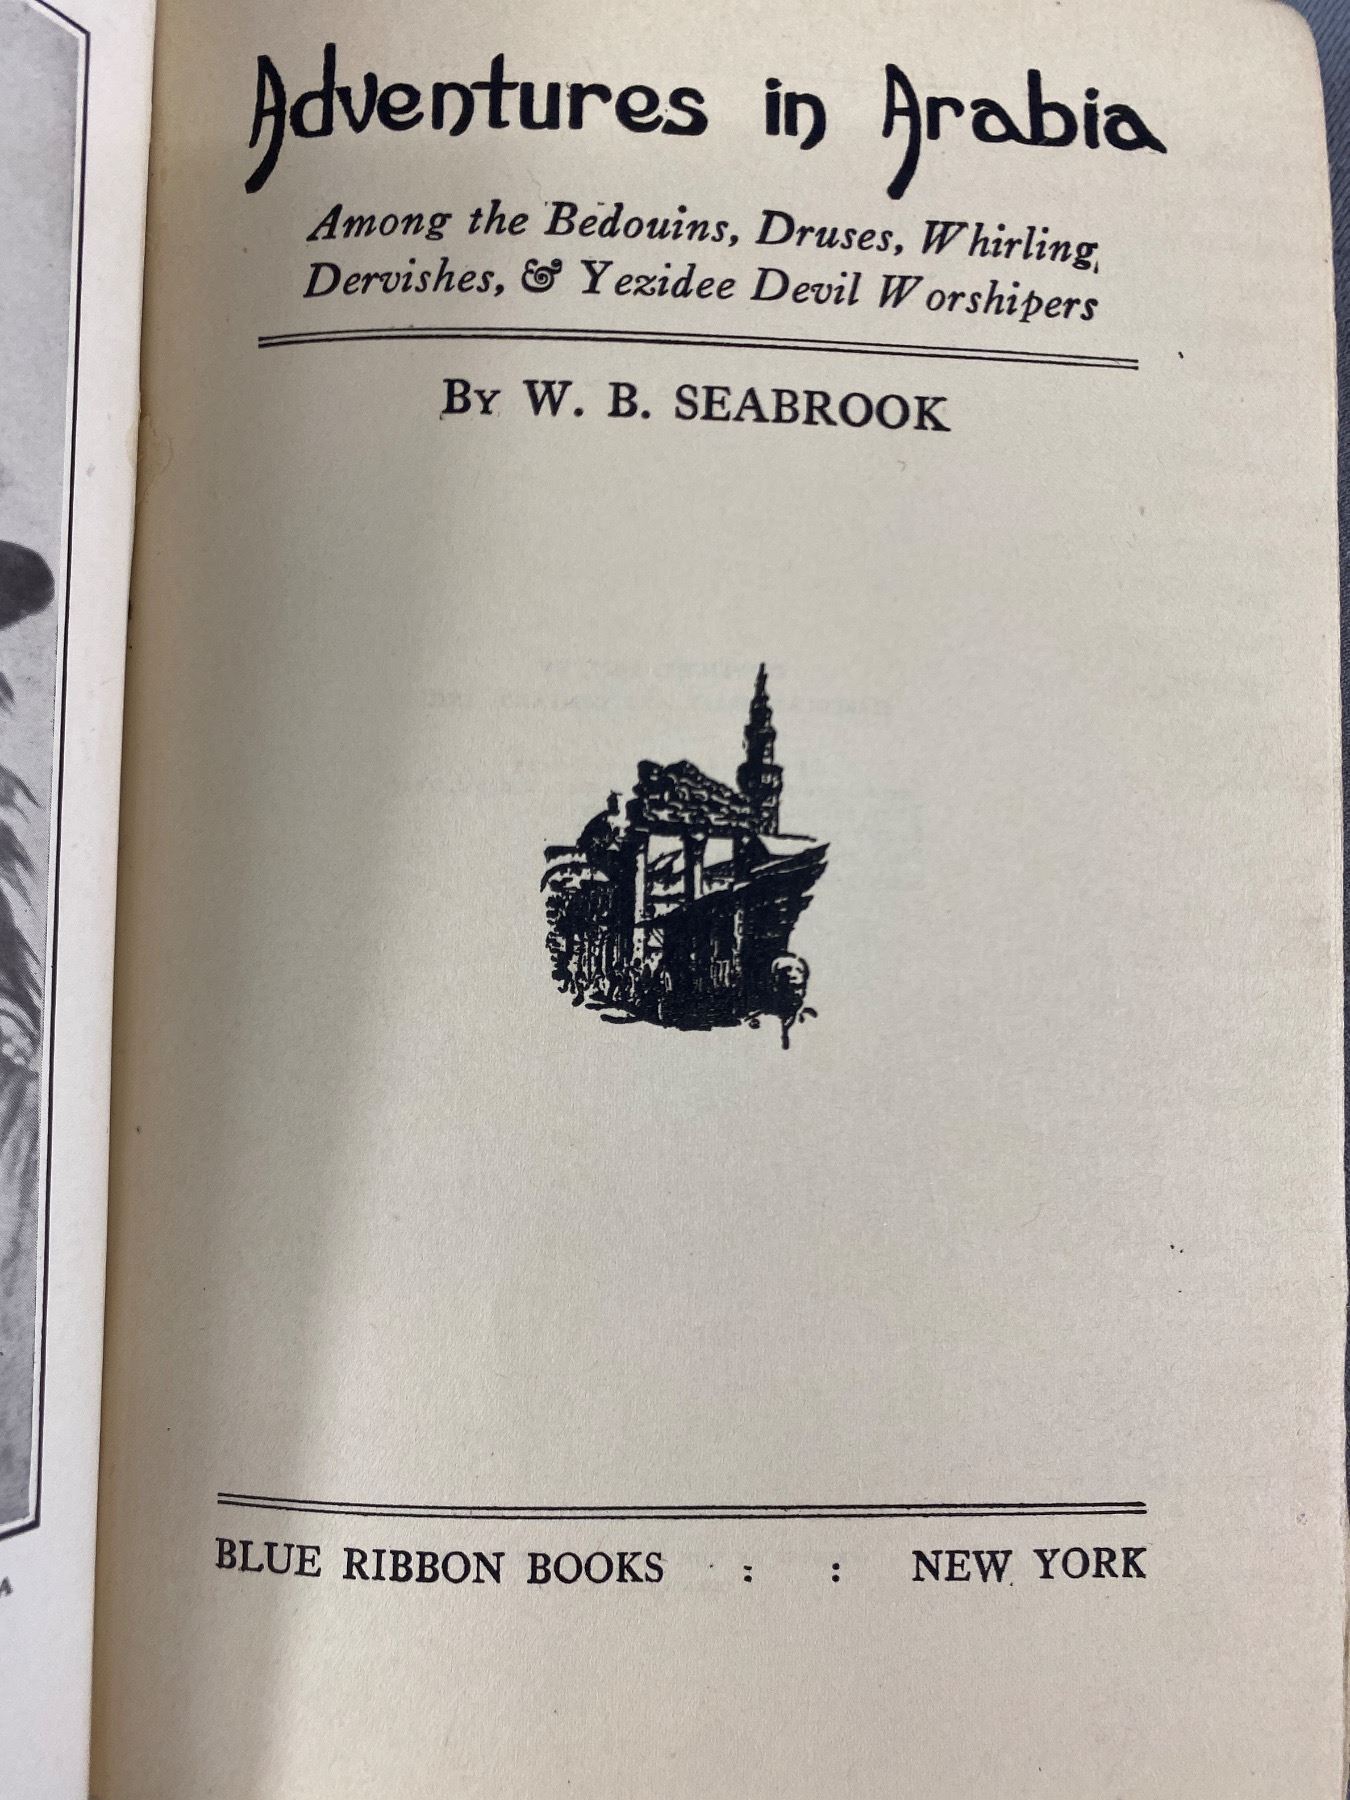 Adventures in Arabia
Among the Bedouins, Druses, Whirling
Dervishes, & Yezidee Devil Worshipers
By W. B. SEABROOK
BLUE RIBBON BOOKS : : NEW YORK